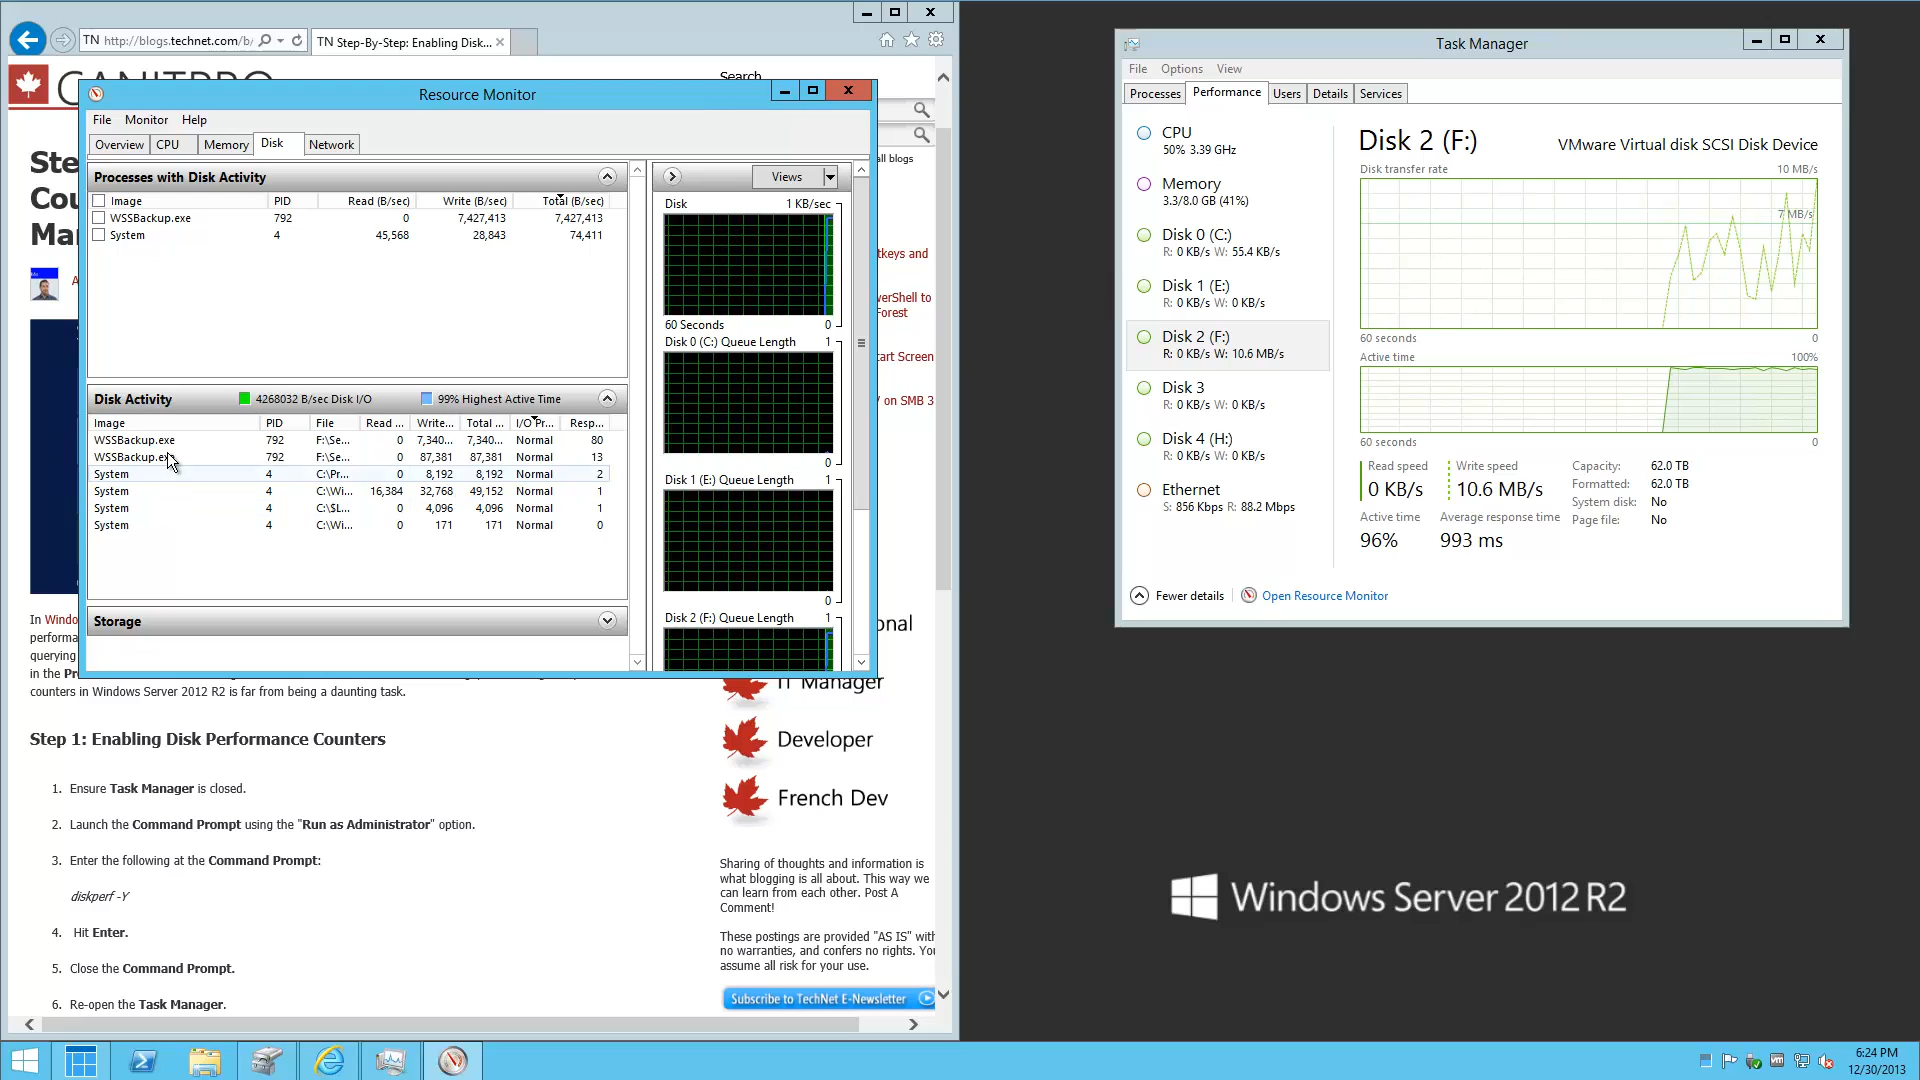 TN http://blogs.technet.com/b/
TN Step-By-Step: Enabling Disk...
Search
all blogs
Ste
Cou
Mai
tkeys and
verShell to
Forest
art Screen
/ on SMB 3
onal
IT Manager
Developer
French Dev
In Windo
performa
querying
in the Pr
counters in Windows Server 2012 R2 is far from being a daunting task.
Step 1: Enabling Disk Performance Counters
1. Ensure Task Manager is closed.
2. Launch the Command Prompt using the "Run as Administrator" option.
3. Enter the following at the Command Prompt:
diskperf -Y
4. Hit Enter.
5. Close the Command Prompt.
6. Re-open the Task Manager.
Sharing of thoughts and information is
what blogging is all about. This way we
can learn from each other. Post A
Comment!
These postings are provided "AS IS" with
no warranties, and confers no rights. You
assume all risk for your use.
Subscribe to TechNet E-Newsletter
Resource Monitor
File Monitor Help
Overview CPU Memory Disk Network
Processes with Disk Activity
Image PID Read (B/sec) Write (B/sec) Total (B/sec)
WSSBackup.exe 792 0 7,427,413 7,427,413
System 4 45,568 28,843 74,411
Disk Activity 4268032 B/sec Disk I/O 99% Highest Active Time
Image PID File Read ... Write... Total ... I/O Pr... Resp...
WSSBackup.exe 792 F:\Se... 0 7,340... 7,340... Normal 80
WSSBackup.exe 792 F:\Se... 0 87,381 87,381 Normal 13
System 4 C:\Pr... 0 8,192 8,192 Normal 2
System 4 C:\Wi... 16,384 32,768 49,152 Normal 1
System 4 C:\$L... 0 4,096 4,096 Normal 1
System 4 C:\Wi... 0 171 171 Normal 0
Storage
Views
Disk 1 KB/sec
60 Seconds 0
Disk 0 (C:) Queue Length 1
0
Disk 1 (E:) Queue Length 1
0
Disk 2 (F:) Queue Length 1
Task Manager
File Options View
Processes Performance Users Details Services
CPU
50% 3.39 GHz
Memory
3.3/8.0 GB (41%)
Disk 0 (C:)
R: 0 KB/s W: 55.4 KB/s
Disk 1 (E:)
R: 0 KB/s W: 0 KB/s
Disk 2 (F:)
R: 0 KB/s W: 10.6 MB/s
Disk 3
R: 0 KB/s W: 0 KB/s
Disk 4 (H:)
R: 0 KB/s W: 0 KB/s
Ethernet
S: 856 Kbps R: 88.2 Mbps
Disk 2 (F:) VMware Virtual disk SCSI Disk Device
Disk transfer rate 10 MB/s
7 MB/s
60 seconds 0
Active time 100%
60 seconds 0
Read speed
0 KB/s
Write speed
10.6 MB/s
Active time
96%
Average response time
993 ms
Capacity: 62.0 TB
Formatted: 62.0 TB
System disk: No
Page file: No
Fewer details
Open Resource Monitor
Windows Server 2012 R2
6:24 PM
12/30/2013